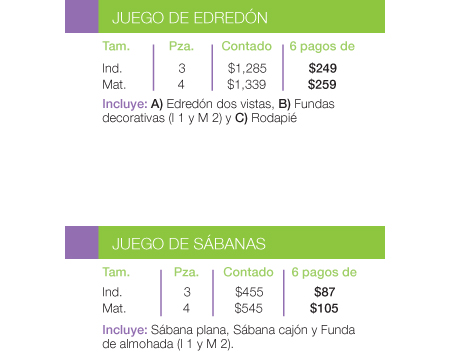 JUEGO DE EDREDÓN
Tam. Pza. Contado 6 pagos de
Ind. 3 $1,285 $249
Mat. 4 $1,339 $259
Incluye: A) Edredón dos vistas, B) Fundas
decorativas (I 1 y M 2) y C) Rodapié
JUEGO DE SÁBANAS
Tam. Pza. Contado 6 pagos de
Ind. 3 $455 $87
Mat. 4 $545 $105
Incluye: Sábana plana, Sábana cajón y Funda
de almohada (I 1 y M 2).